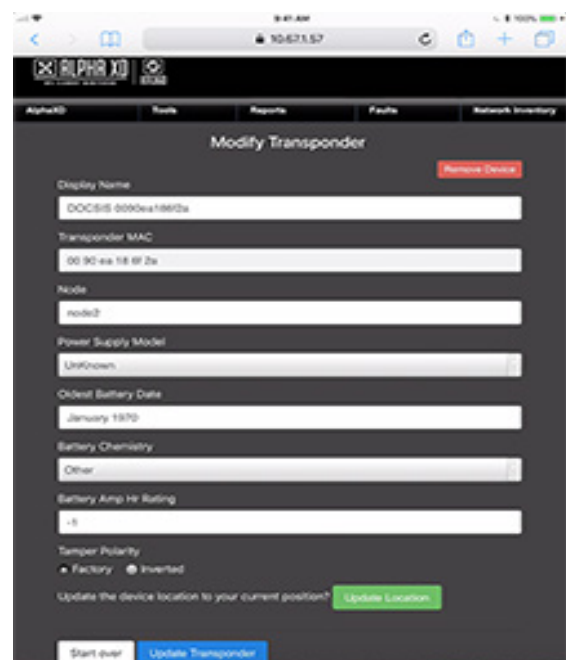 9:41 AM
100%
10.67.1.57
ALPHA XD
AlphaXD Tools Reports Faults Network Inventory
Modify Transponder
Remove Device
Display Name
DOCSIS 0090ea186f2a
Transponder MAC
00 90 ea 18 6f 2a
Node
node2
Power Supply Model
UnKnown
Oldest Battery Date
January 1970
Battery Chemistry
Other
Battery Amp Hr Rating
-1
Tamper Polarity
Factory Inverted
Update the device location to your current position? Update Location
Start over Update Transponder